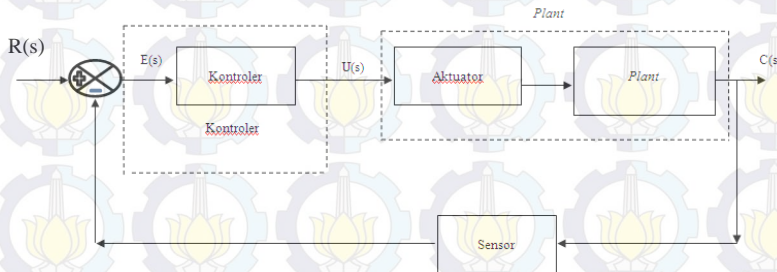 Plant
R(s)
E(s)
Kontroler
U(s)
Aktuator
Plant
C(s
Kontroler
Sensor